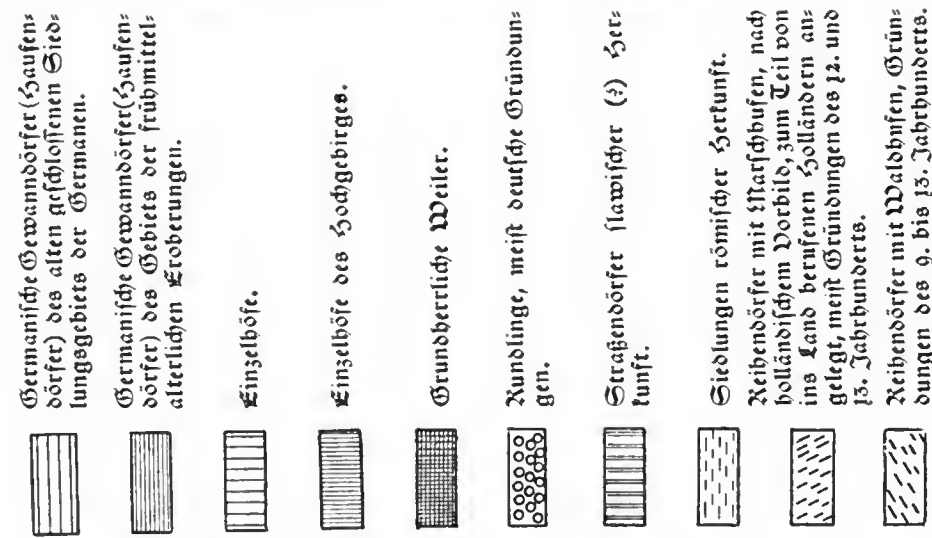 Germanische Gewanndörfer (Haufen=
dörfer) des alten geschlossenen Sied=
lungsgebiets der Germanen.
Germanische Gewanndörfer (Haufen=
dörfer) des Gebiets der frühmittel=
alterlichen Eroberungen.
Einzelhöfe.
Einzelhöfe des Hochgebirges.
Grundherrliche Weiler.
Rundlinge, meist deutsche Gründun=
gen.
Straßendörfer slawischer (?) Her=
kunft.
Siedlungen römischer Herkunft.
Reihendörfer mit Marschhufen, nach
holländischem Vorbild, zum Teil von
ins Land berufenen Holländern an=
gelegt, meist Gründungen des 12. und
13. Jahrhunderts.
Reihendörfer mit Waldhufen, Grün=
dungen des 9. bis 13. Jahrhunderts.